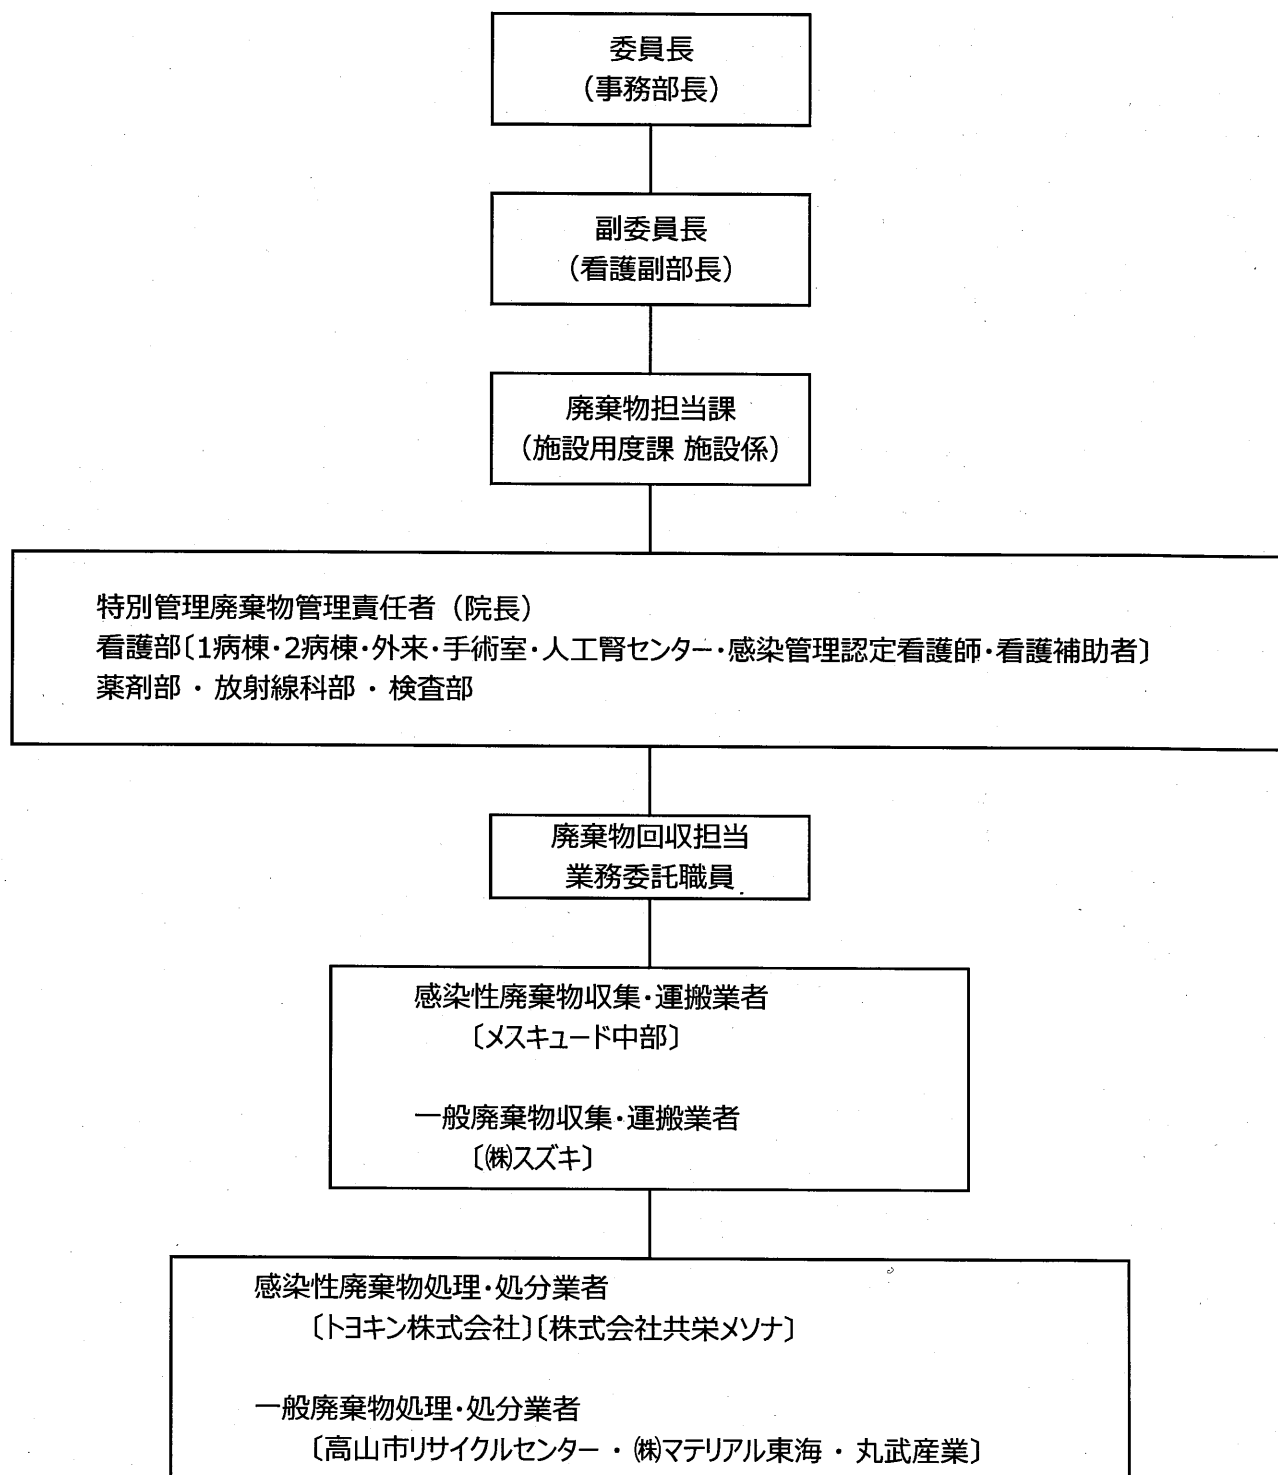 委員長
（事務部長）
副委員長
（看護副部長）
廃棄物担当課
（施設用度課 施設係）
特別管理廃棄物管理責任者（院長）
看護部〔1病棟・2病棟・外来・手術室・人工腎センター・感染管理認定看護師・看護補助者〕
薬剤部 ・ 放射線科部 ・ 検査部
廃棄物回収担当
業務委託職員
感染性廃棄物収集・運搬業者
〔メスキュード中部〕
一般廃棄物収集・運搬業者
〔㈱スズキ〕
感染性廃棄物処理・処分業者
〔トヨキン株式会社〕〔株式会社共栄メソナ〕
一般廃棄物処理・処分業者
〔高山市リサイクルセンター ・ ㈱マテリアル東海 ・ 丸武産業〕